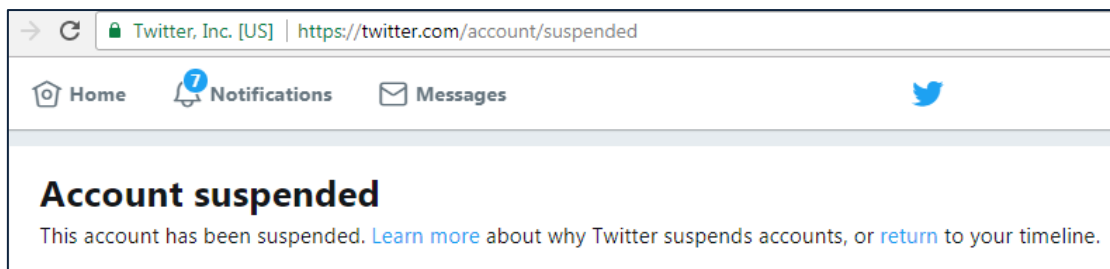 Twitter, Inc. [US] | https://twitter.com/account/suspended
Home 7 Notifications Messages
Account suspended
This account has been suspended. Learn more about why Twitter suspends accounts, or return to your timeline.